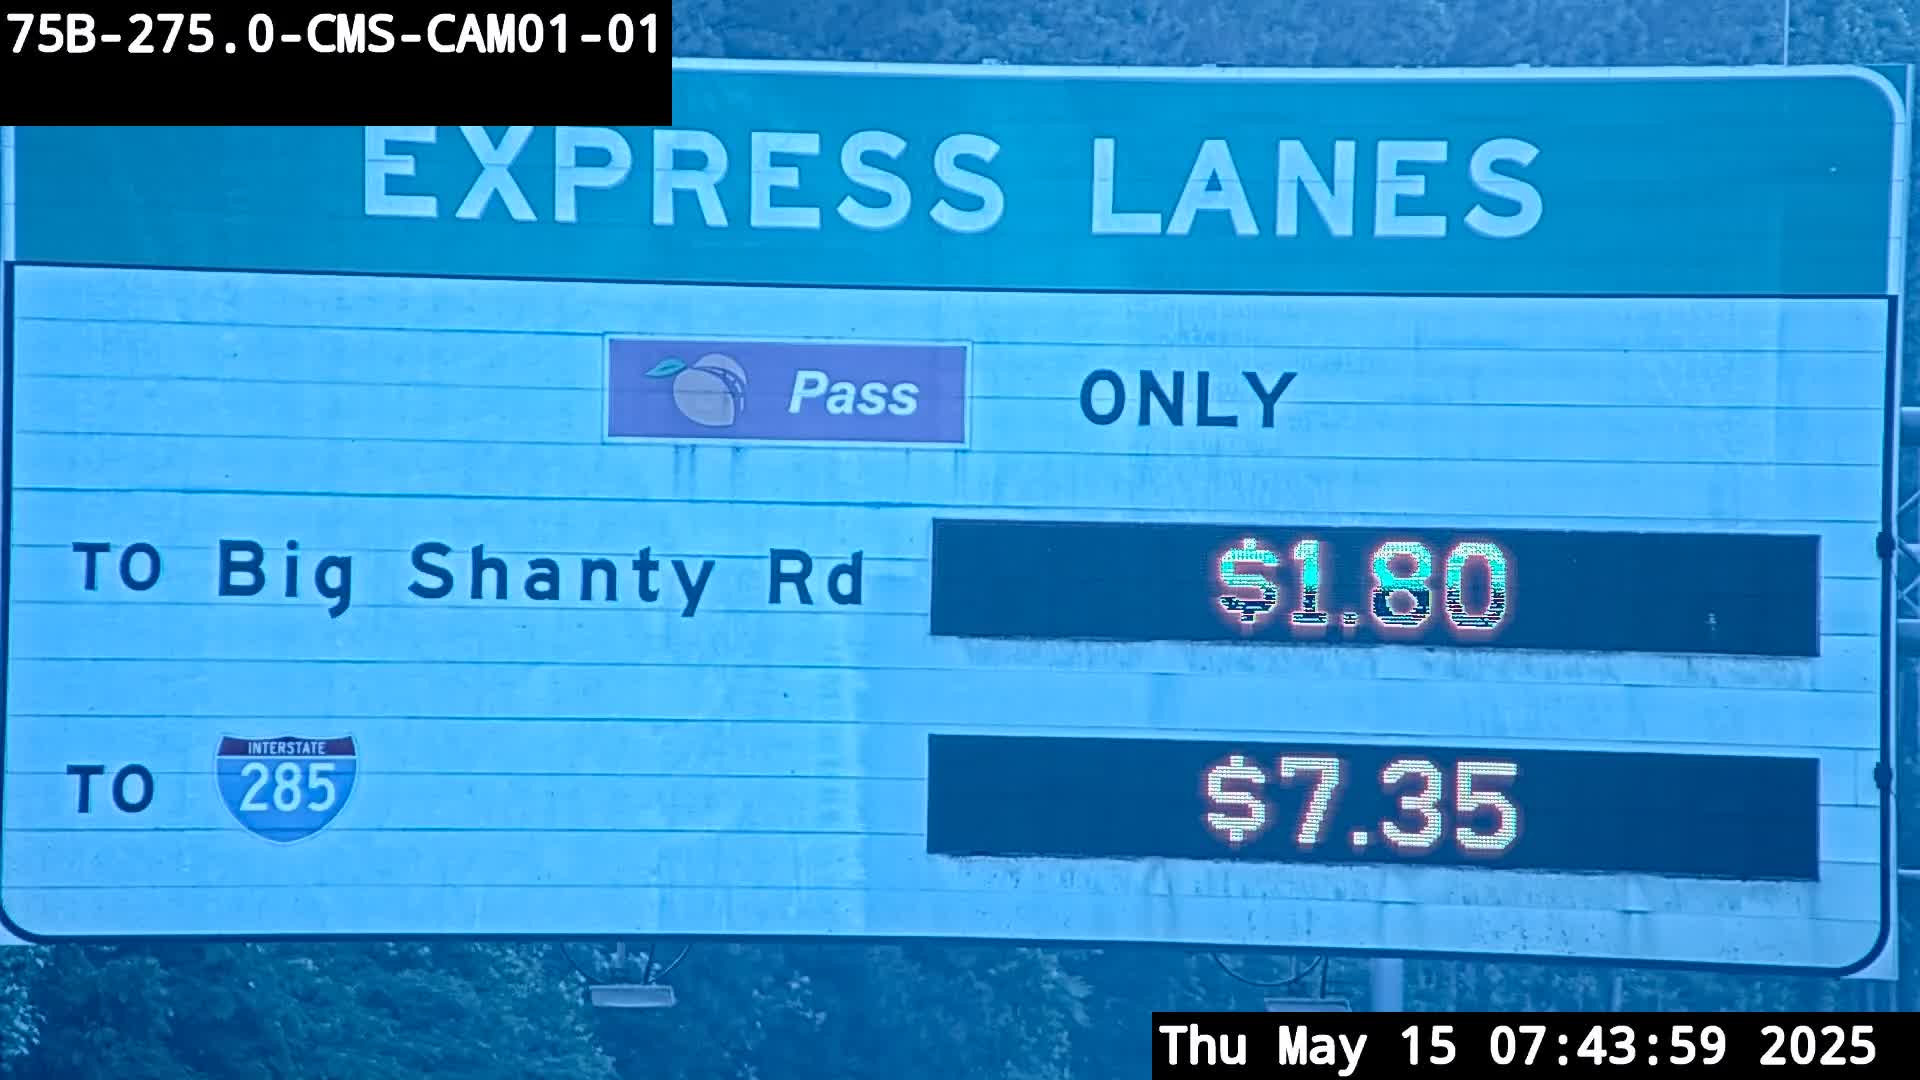 75B-275.0-CMS-CAM01-01
EXPRESS LANES
Pass ONLY
TO Big Shanty Rd $1.80
INTERSTATE
TO 285 $7.35
Thu May 15 07:43:59 2025